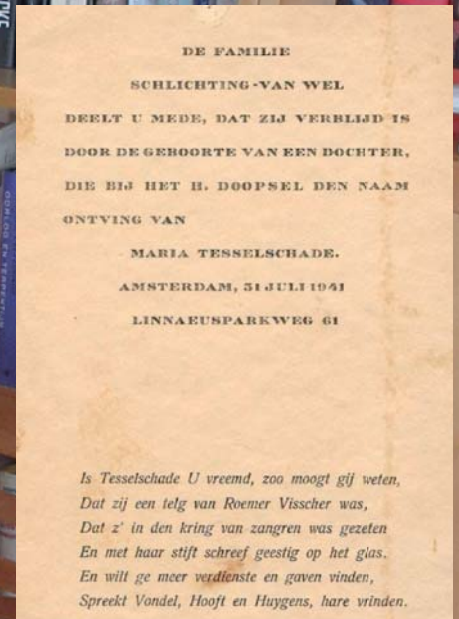 DE FAMILIE
SCHLICHTING-VAN WEL
DEELT U MEDE, DAT ZIJ VERBLIJD IS
DOOR DE GEBOORTE VAN EEN DOCHTER,
DIE BIJ HET H. DOOPSEL DEN NAAM
ONTVING VAN
MARIA TESSELSCHADE.
AMSTERDAM, 31 JULI 1941
LINNAEUSPARKWEG 61
Is Tesselschade U vreemd, zoo moogt gij weten,
Dat zij een telg van Roemer Visscher was,
Dat z' in den kring van zangren was gezeten
En met haar stift schreef geestig op het glas.
En wilt ge meer verdienste en gaven vinden,
Spreekt Vondel, Hooft en Huygens, hare vrinden.
OORLOG EN TERPENTIJN